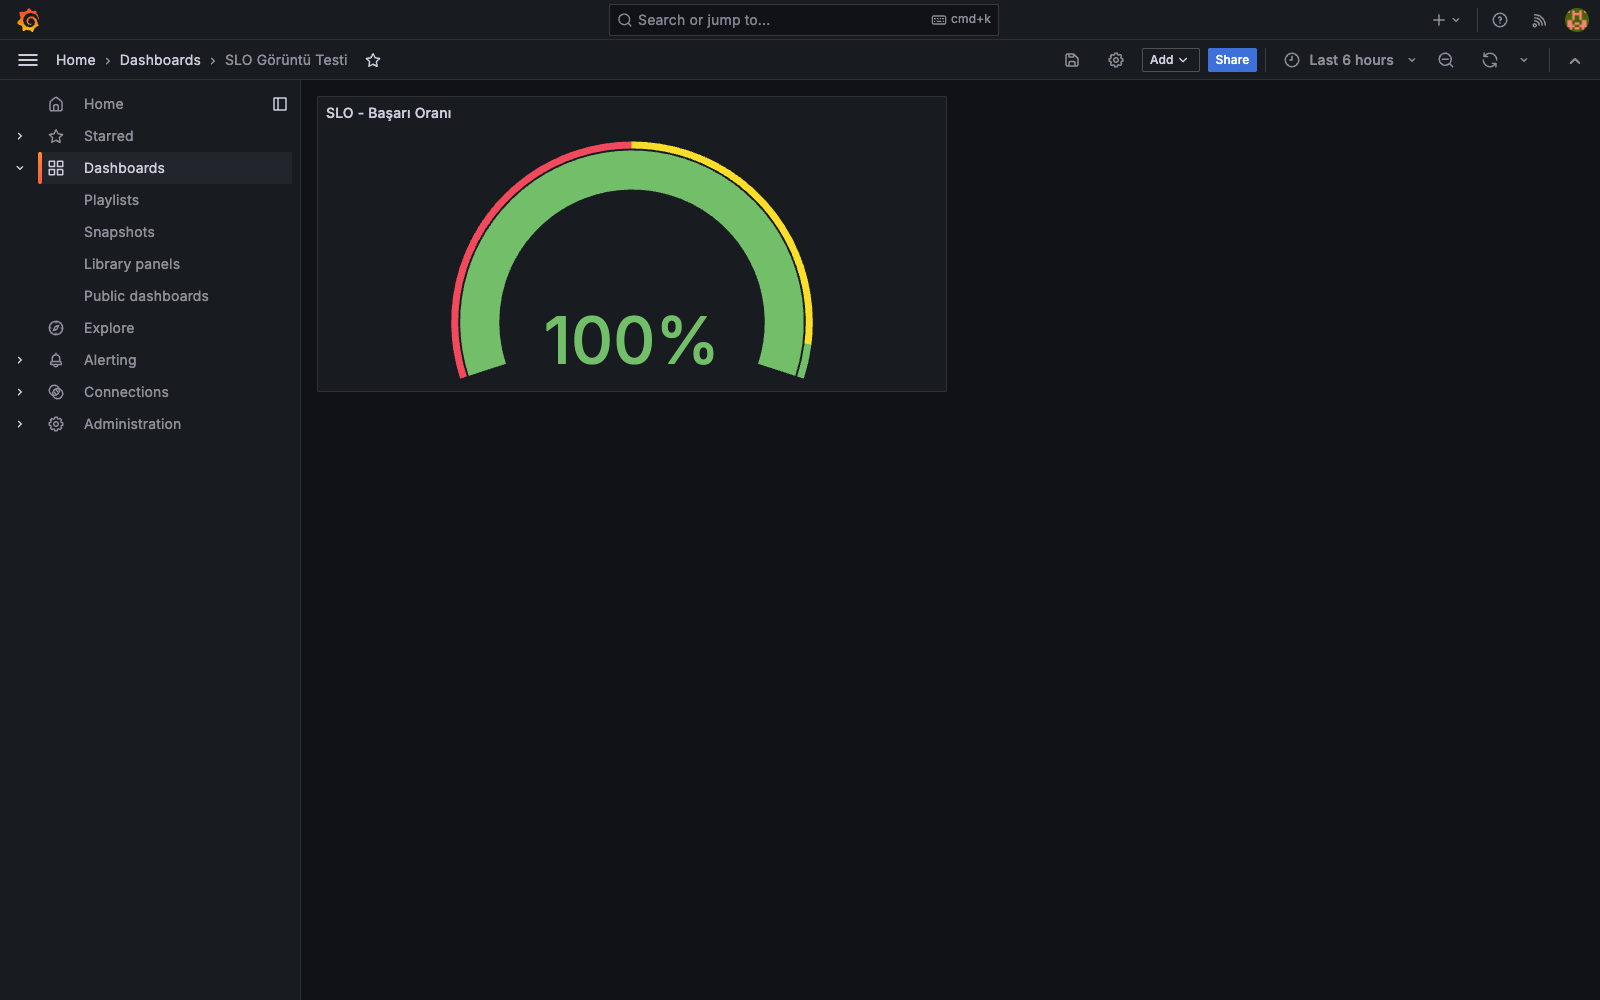 Search or jump to...
cmd+k
Home
Dashboards
SLO Görüntü Testi
Add
Share
Last 6 hours
Home
Starred
Dashboards
Playlists
Snapshots
Library panels
Public dashboards
Explore
Alerting
Connections
Administration
SLO - Başarı Oranı
100%